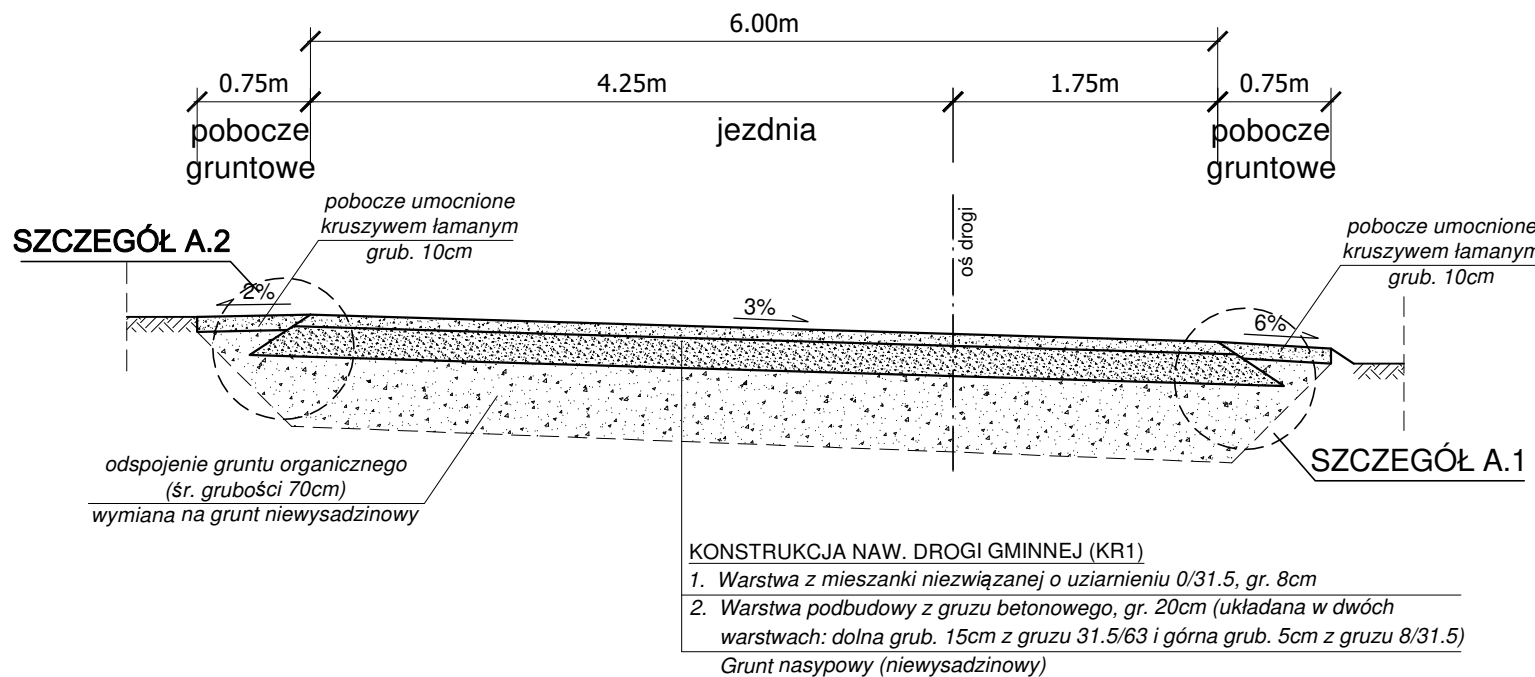 6.00m
0.75m
4.25m
1.75m
0.75m
pobocze
gruntowe
jezdnia
pobocze
gruntowe
pobocze umocnione
kruszywem łamanym
grub. 10cm
SZCZEGÓŁ A.2
oś drogi
pobocze umocnione
kruszywem łamanym
grub. 10cm
2%
3%
6%
odspojenie gruntu organicznego
(śr. grubości 70cm)
wymiana na grunt niewysadzinowy
SZCZEGÓŁ A.1
KONSTRUKCJA NAW. DROGI GMINNEJ (KR1)
1. Warstwa z mieszanki niezwiązanej o uziarnieniu 0/31.5, gr. 8cm
2. Warstwa podbudowy z gruzu betonowego, gr. 20cm (układana w dwóch
warstwach: dolna grub. 15cm z gruzu 31.5/63 i górna grub. 5cm z gruzu 8/31.5)
Grunt nasypowy (niewysadzinowy)